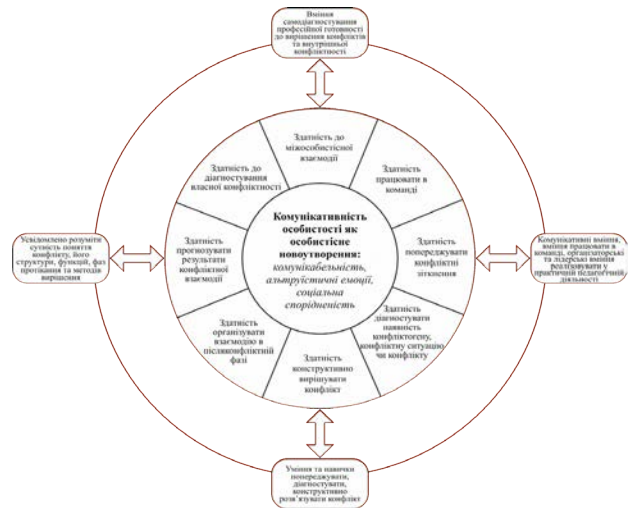 Вміння
самодіагностування
професійної готовності
до вирішення конфліктів
та внутрішньої
конфліктності
Здатність до
міжособистісної
взаємодії
Здатність
працювати в
команді
Здатність
попереджувати
конфліктні
зіткнення
Здатність діагностувати
наявність
конфліктогену,
конфліктну ситуацію
чи конфлікту
Здатність
конструктивно
вирішувати
конфлікт
Здатність
організувати
взаємодію в
післяконфліктній
фазі
Здатність
прогнозувати
результати
конфліктної
взаємодії
Здатність до
діагностування
власної конфліктності
Комунікативність
особистості як
особистісне
новоутворення:
комунікабельність,
альтруїстичні емоції,
соціальна
спорідненість
Усвідомлено розуміти
сутність поняття
конфлікту, його
структури, функцій, фаз
протікання та методів
вирішення
Комунікативні вміння,
вміння працювати в
команді, організаторські
та лідерські вміння
реалізовувати у
практичній педагогічній
діяльності
Уміння та навички
попереджувати,
діагностувати,
конструктивно
розв’язувати конфлікт